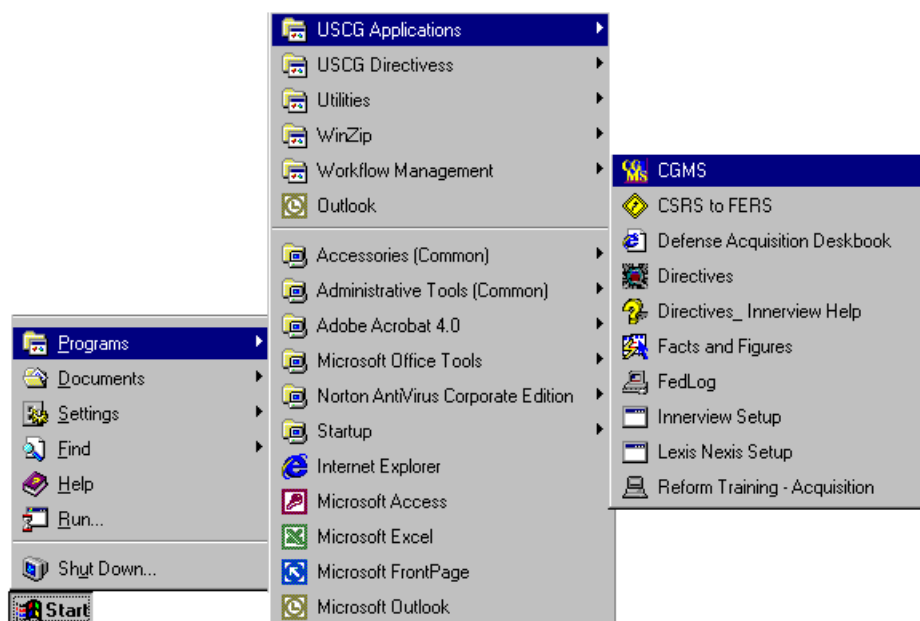 USCG Applications
USCG Directivess
Utilities
WinZip
Workflow Management
Outlook
Accessories (Common)
Administrative Tools (Common)
Adobe Acrobat 4.0
Microsoft Office Tools
Norton AntiVirus Corporate Edition
Startup
Internet Explorer
Microsoft Access
Microsoft Excel
Microsoft FrontPage
Microsoft Outlook
CGMS
CSRS to FERS
Defense Acquisition Deskbook
Directives
Directives_ Innerview Help
Facts and Figures
FedLog
Innerview Setup
Lexis Nexis Setup
Reform Training - Acquisition
Programs
Documents
Settings
Find
Help
Run...
Shut Down...
Start